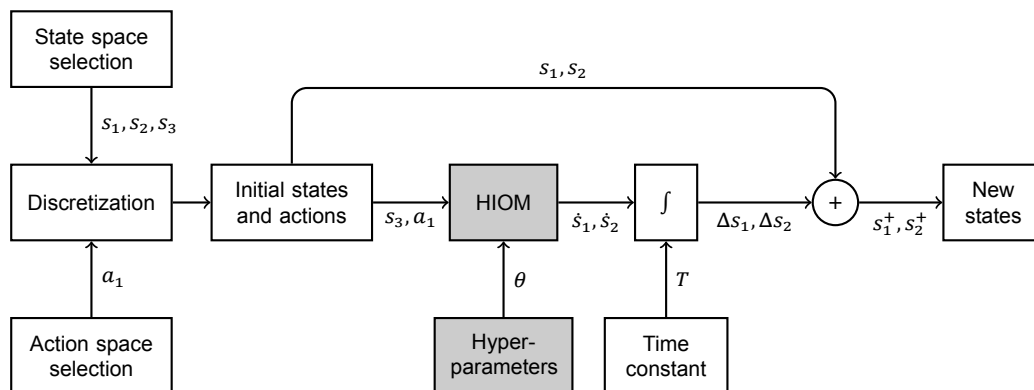 State space
selection
s₁, s₂
s₁, s₂, s₃
Discretization
Initial states
and actions
s₃, a₁
HIOM
ṡ₁, ṡ₂
∫
Δs₁, Δs₂
+
s₁⁺, s₂⁺
New
states
a₁
θ
T
Action space
selection
Hyper-
parameters
Time
constant